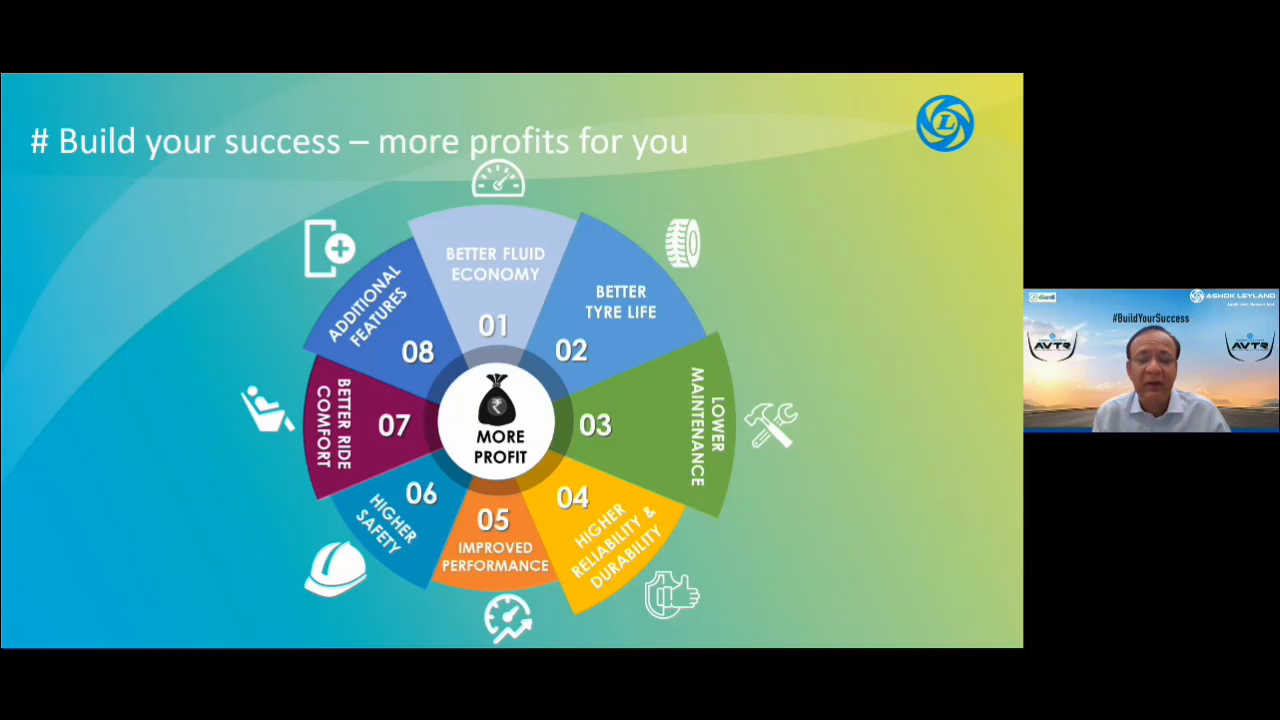 # Build your success – more profits for you
BETTER FLUID
ECONOMY
01
BETTER
TYRE LIFE
02
LOWER
MAINTENANCE
03
HIGHER
RELIABILITY &
DURABILITY
04
IMPROVED
PERFORMANCE
05
HIGHER
SAFETY
06
BETTER RIDE
COMFORT
07
ADDITIONAL
FEATURES
08
₹
MORE
PROFIT
L
ASHOK LEYLAND
#BuildYourSuccess
AVTR
AVTR